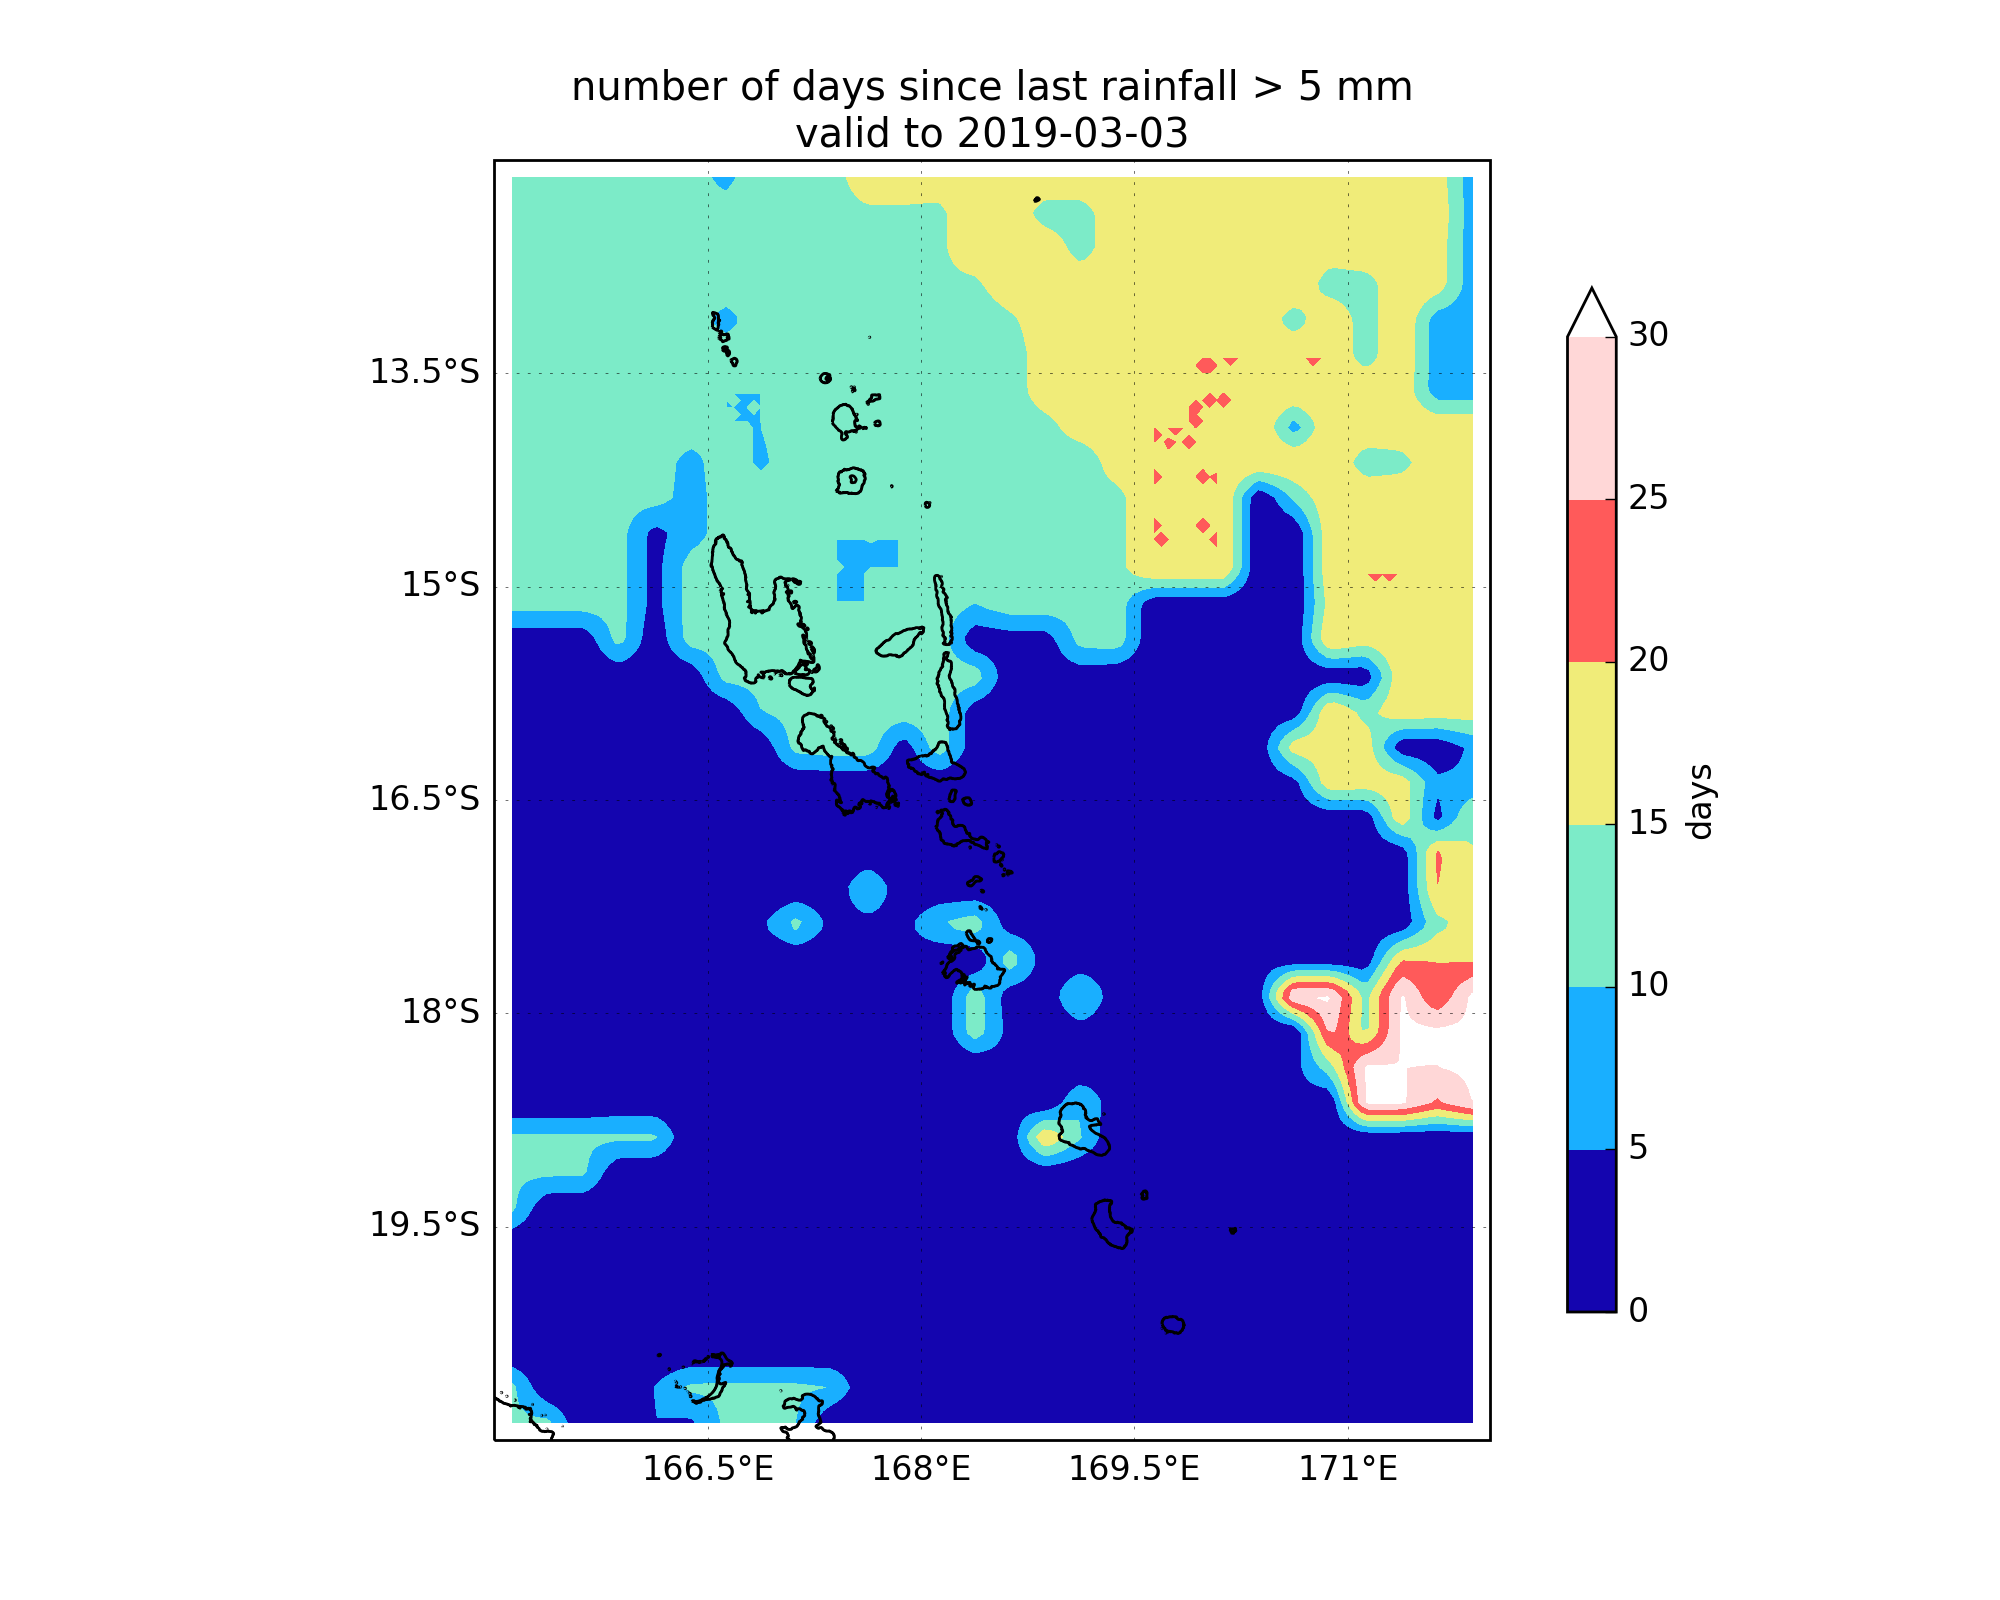 number of days since last rainfall > 5 mm
valid to 2019-03-03
13.5°S
15°S
16.5°S
18°S
19.5°S
166.5°E
168°E
169.5°E
171°E
30
25
20
15
10
5
0
days